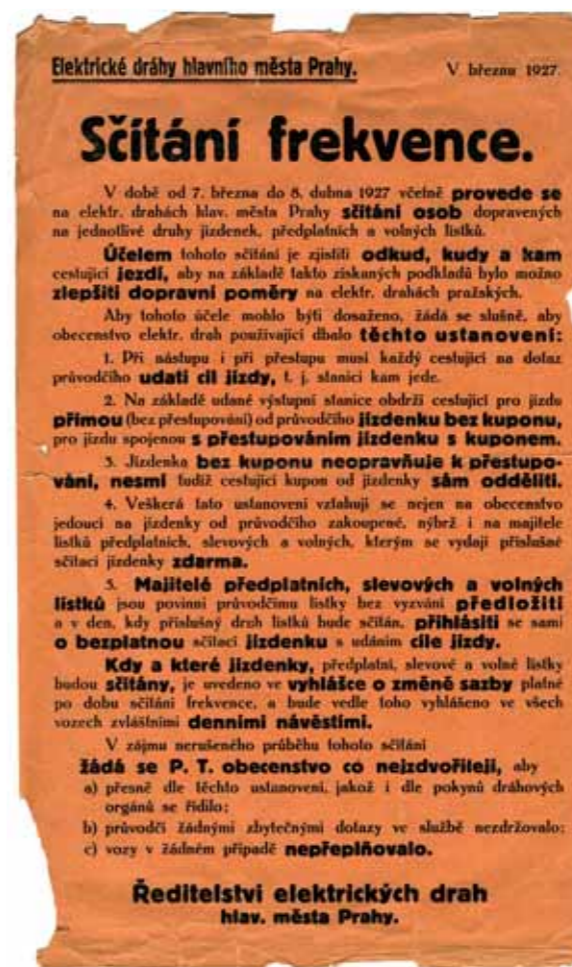 Elektrické dráhy hlavního města Prahy.
V březnu 1927.
Sčítání frekvence.
V době od 7. března do 8. dubna 1927 včetně provede se
na elektr. drahách hlav. města Prahy sčítání osob dopravených
na jednotlivé druhy jízdenek, předplatních a volných lístků.
Účelem tohoto sčítání je zjistiti odkud, kudy a kam
cestující jezdí, aby na základě takto získaných podkladů bylo možno
zlepšiti dopravní poměry na elektr. drahách pražských.
Aby tohoto účele mohlo býti dosaženo, žádá se slušně, aby
obecenstvo elektr. drah používající dbalo těchto ustanovení:
1. Při nástupu i při přestupu musí každý cestující na dotaz
průvodčího udati cíl jízdy, t. j. stanici kam jede.
2. Na základě udané výstupní stanice obdrží cestující pro jízdu
přímou (bez přestupování) od průvodčího jízdenku bez kuponu,
pro jízdu spojenou s přestupováním jízdenku s kuponem.
3. Jízdenka bez kuponu neopravňuje k přestupo-
vání, nesmí tudíž cestující kupon od jízdenky sám odděliti.
4. Veškerá tato ustanovení vztahují se nejen na obecenstvo
jedoucí na jízdenky od průvodčího zakoupené, nýbrž i na majitele
lístků předplatních, slevových a volných, kterým se vydají příslušné
sčítací jízdenky zdarma.
5. Majitelé předplatních, slevových a volných
lístků jsou povinni průvodčímu lístky bez vyzvání předložiti
a v den, kdy příslušný druh lístků bude sčítán, přihlásiti se sami
o bezplatnou sčítací jízdenku s udáním cíle jízdy.
Kdy a které jízdenky, předplatní, slevové a volné lístky
budou sčítány, je uvedeno ve vyhlášce o změně sazby platné
po dobu sčítání frekvence, a bude vedle toho vyhlášeno ve všech
vozech zvláštními denními návěstími.
V zájmu nerušeného průběhu tohoto sčítání
žádá se P. T. obecenstvo co nejzdvořileji, aby
a) přesně dle těchto ustanovení, jakož i dle pokynů dráhových
orgánů se řídilo;
b) průvodčí žádnými zbytečnými dotazy ve službě nezdržovalo;
c) vozy v žádném případě nepřeplňovalo.
Ředitelství elektrických drah
hlav. města Prahy.